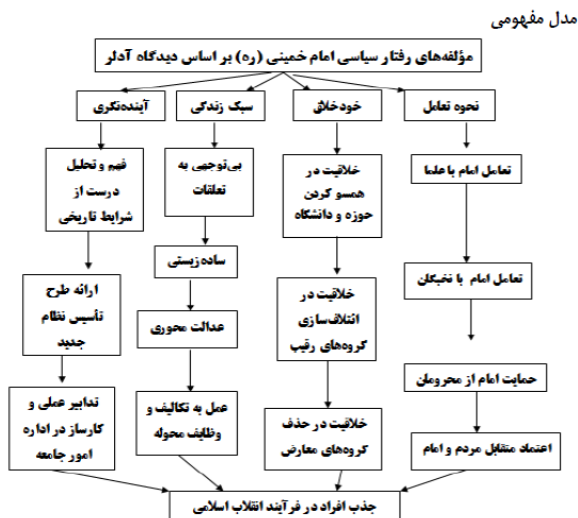 مدل مفهومی
مؤلفه‌های رفتار سیاسی امام خمینی (ره) بر اساس دیدگاه آدلر
نحوه تعامل
تعامل امام با علما
تعامل امام با نخبگان
حمایت امام از محرومان
اعتماد متقابل مردم و امام
خودخلاق
خلاقیت در
همسو کردن
حوزه و دانشگاه
خلاقیت در
ائتلاف‌سازی
گروه‌های رقیب
خلاقیت در حذف
گروه‌های معارض
سبک زندگی
بی‌توجهی به
تعلقات
ساده‌زیستی
عدالت محوری
عمل به تکالیف و
وظایف محوله
آینده‌نگری
فهم و تحلیل
درست از
شرایط تاریخی
ارائه طرح
تأسیس نظام
جدید
تدابیر عملی و
کارساز در اداره
امور جامعه
جذب افراد در فرآیند انقلاب اسلامی